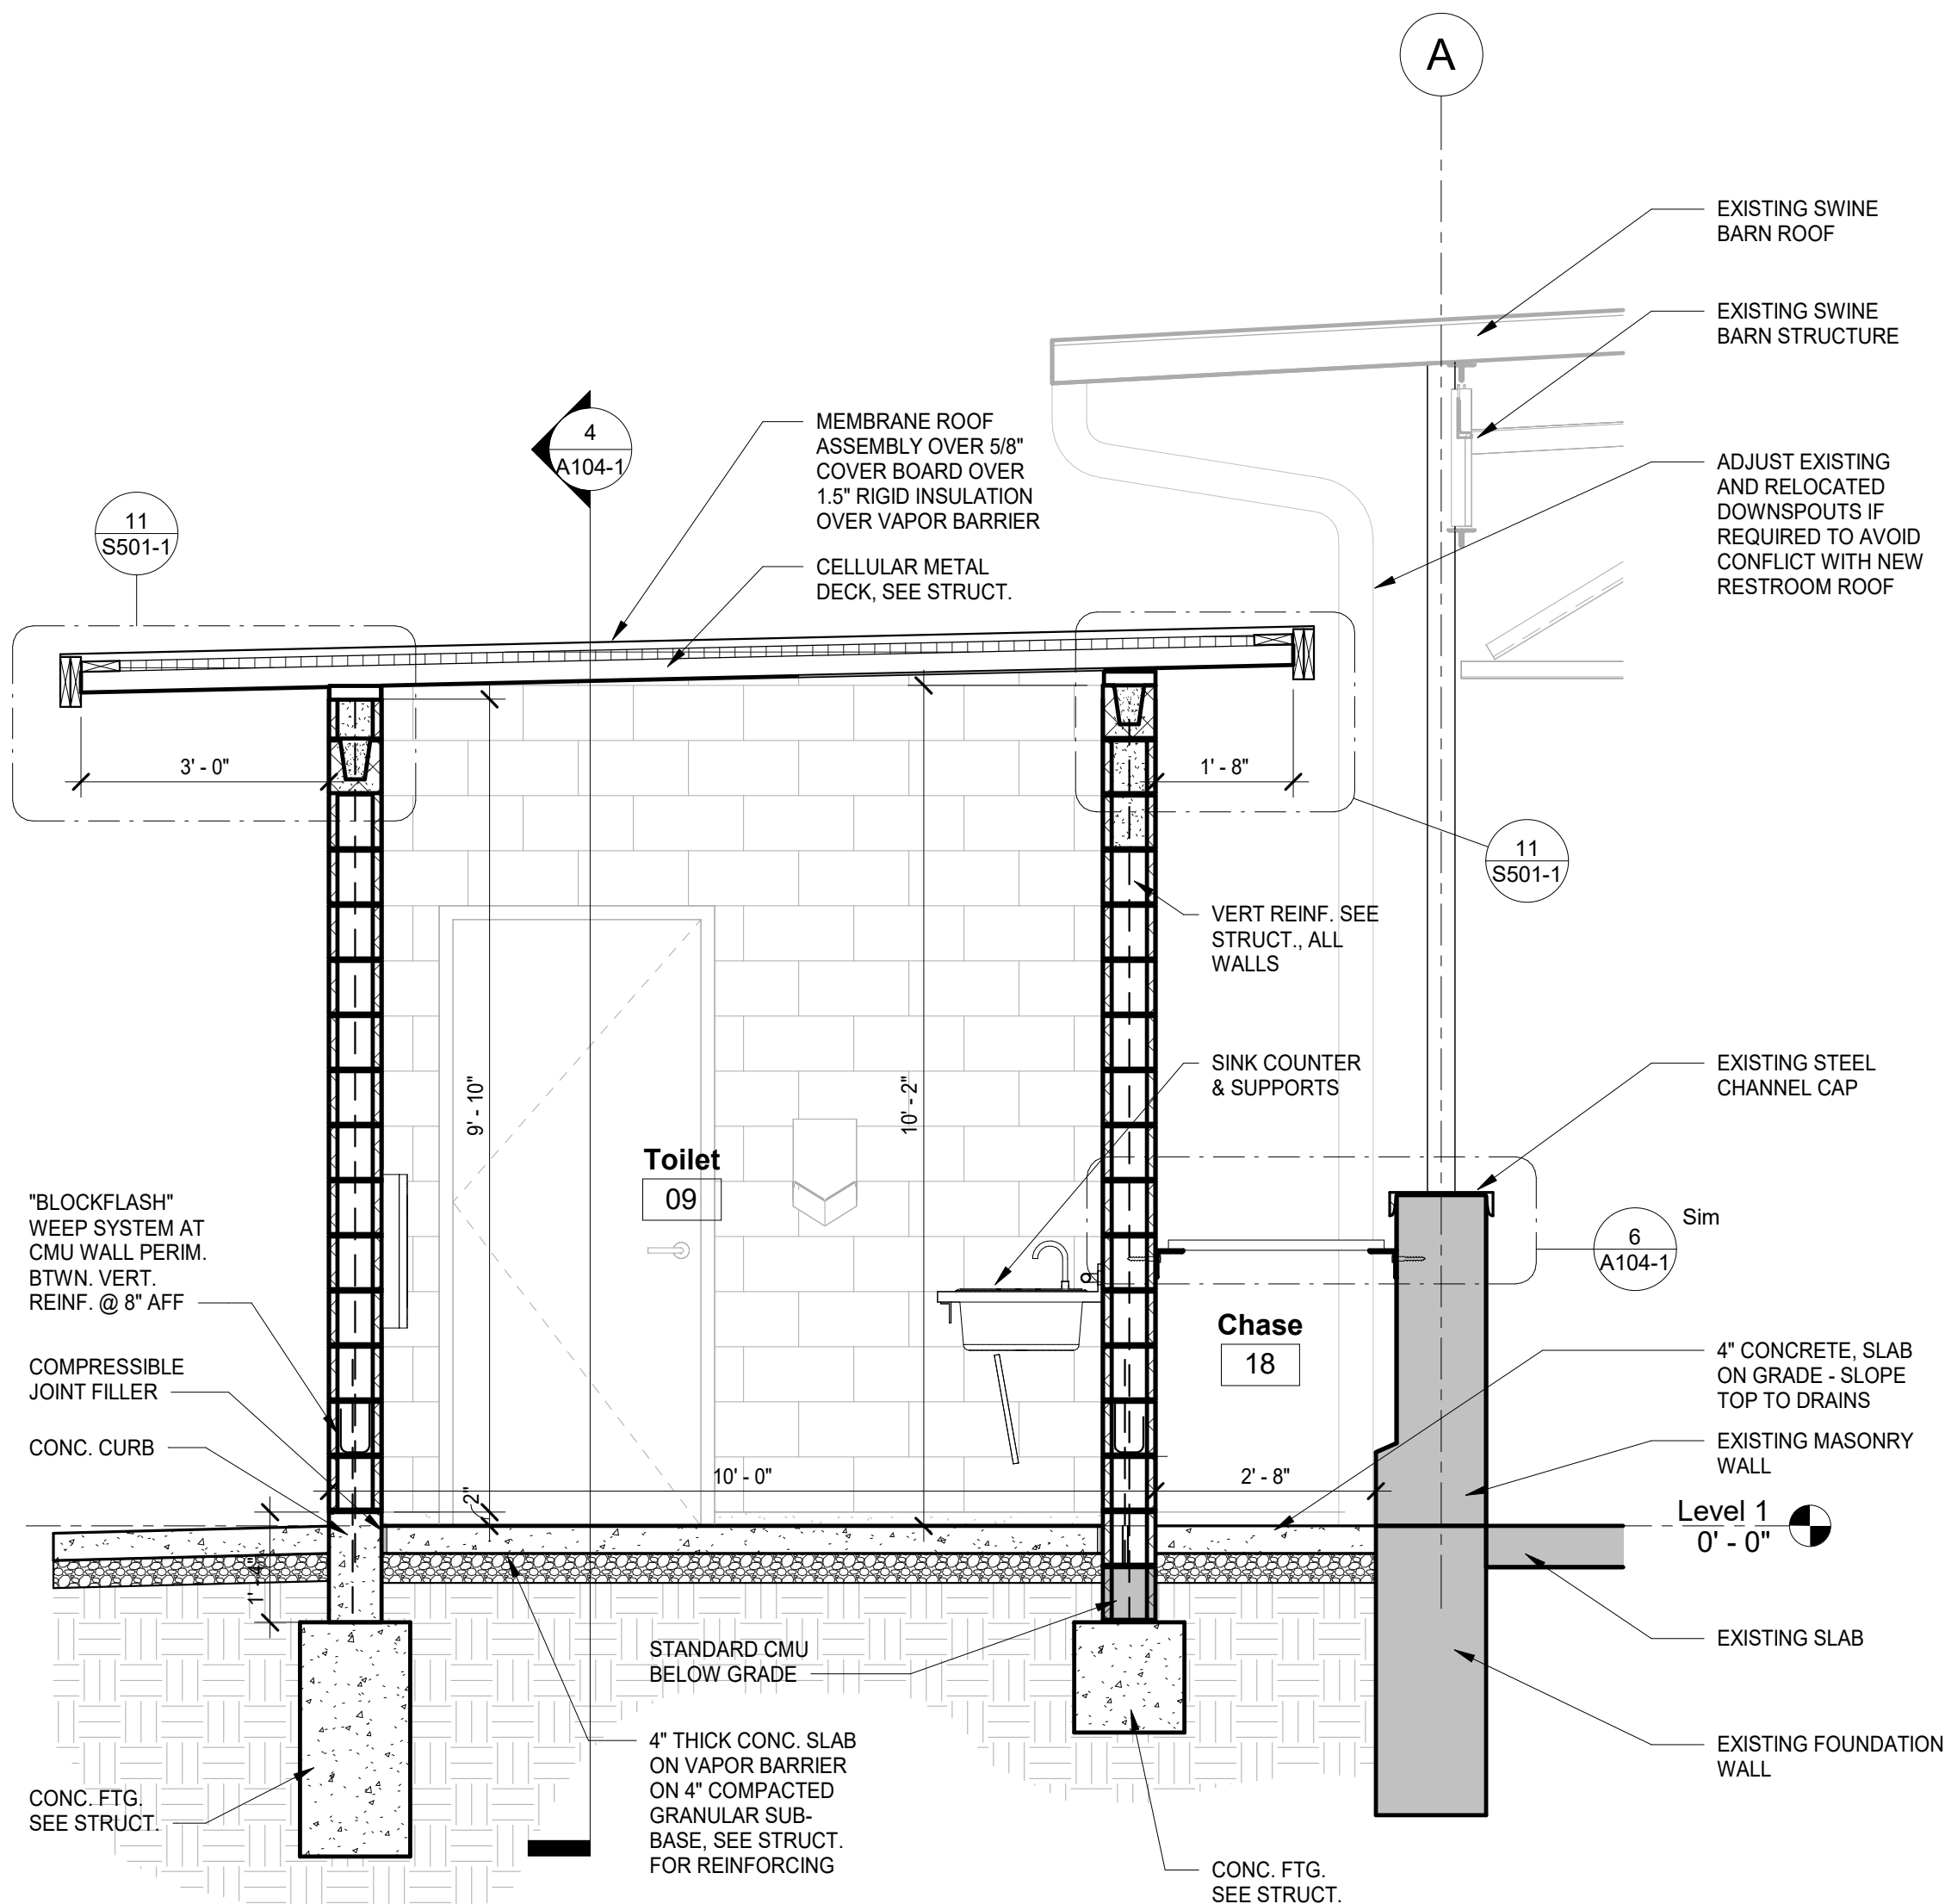 A
EXISTING SWINE
BARN ROOF
EXISTING SWINE
BARN STRUCTURE
MEMBRANE ROOF
ASSEMBLY OVER 5/8"
COVER BOARD OVER
1.5" RIGID INSULATION
OVER VAPOR BARRIER
4
A104-1
ADJUST EXISTING
AND RELOCATED
DOWNSPOUTS IF
REQUIRED TO AVOID
CONFLICT WITH NEW
RESTROOM ROOF
11
S501-1
CELLULAR METAL
DECK, SEE STRUCT.
3' - 0"
1' - 8"
11
S501-1
VERT REINF. SEE
STRUCT., ALL
WALLS
SINK COUNTER
& SUPPORTS
EXISTING STEEL
CHANNEL CAP
9' - 10"
10' - 2"
Toilet
09
"BLOCKFLASH"
WEEP SYSTEM AT
CMU WALL PERIM.
BTWN. VERT.
REINF. @ 8" AFF
Sim
6
A104-1
Chase
18
COMPRESSIBLE
JOINT FILLER
4" CONCRETE, SLAB
ON GRADE - SLOPE
TOP TO DRAINS
CONC. CURB
EXISTING MASONRY
WALL
10' - 0"
2' - 8"
2"
Level 1
0' - 0"
1' - 4"
STANDARD CMU
BELOW GRADE
EXISTING SLAB
4" THICK CONC. SLAB
ON VAPOR BARRIER
ON 4" COMPACTED
GRANULAR SUB-
BASE, SEE STRUCT.
FOR REINFORCING
EXISTING FOUNDATION
WALL
CONC. FTG.
SEE STRUCT.
CONC. FTG.
SEE STRUCT.